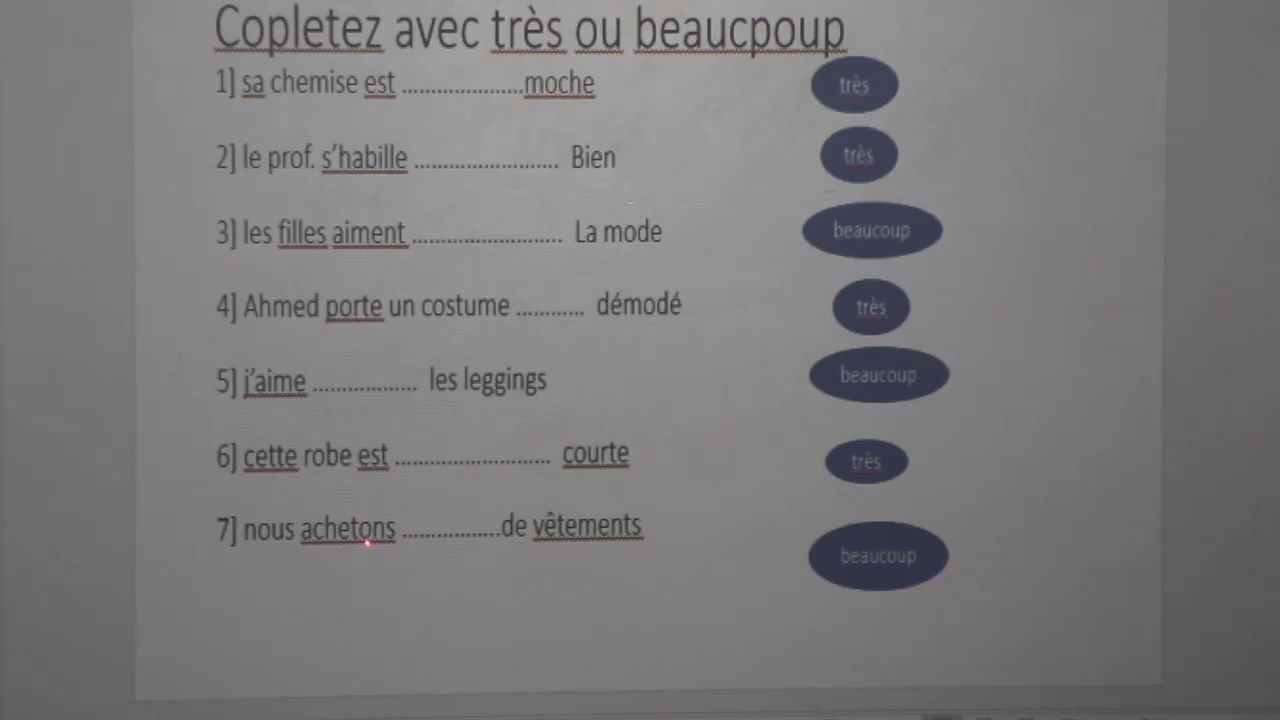 Copletez avec très ou beaucpoup
1] sa chemise est .....................moche très
2] le prof. s’habille ......................... Bien très
3] les filles aiment .......................... La mode beaucoup
4] Ahmed porte un costume ............ démodé très
5] j’aime .................. les leggings beaucoup
6] cette robe est ........................... courte très
7] nous achetons .................de vêtements beaucoup